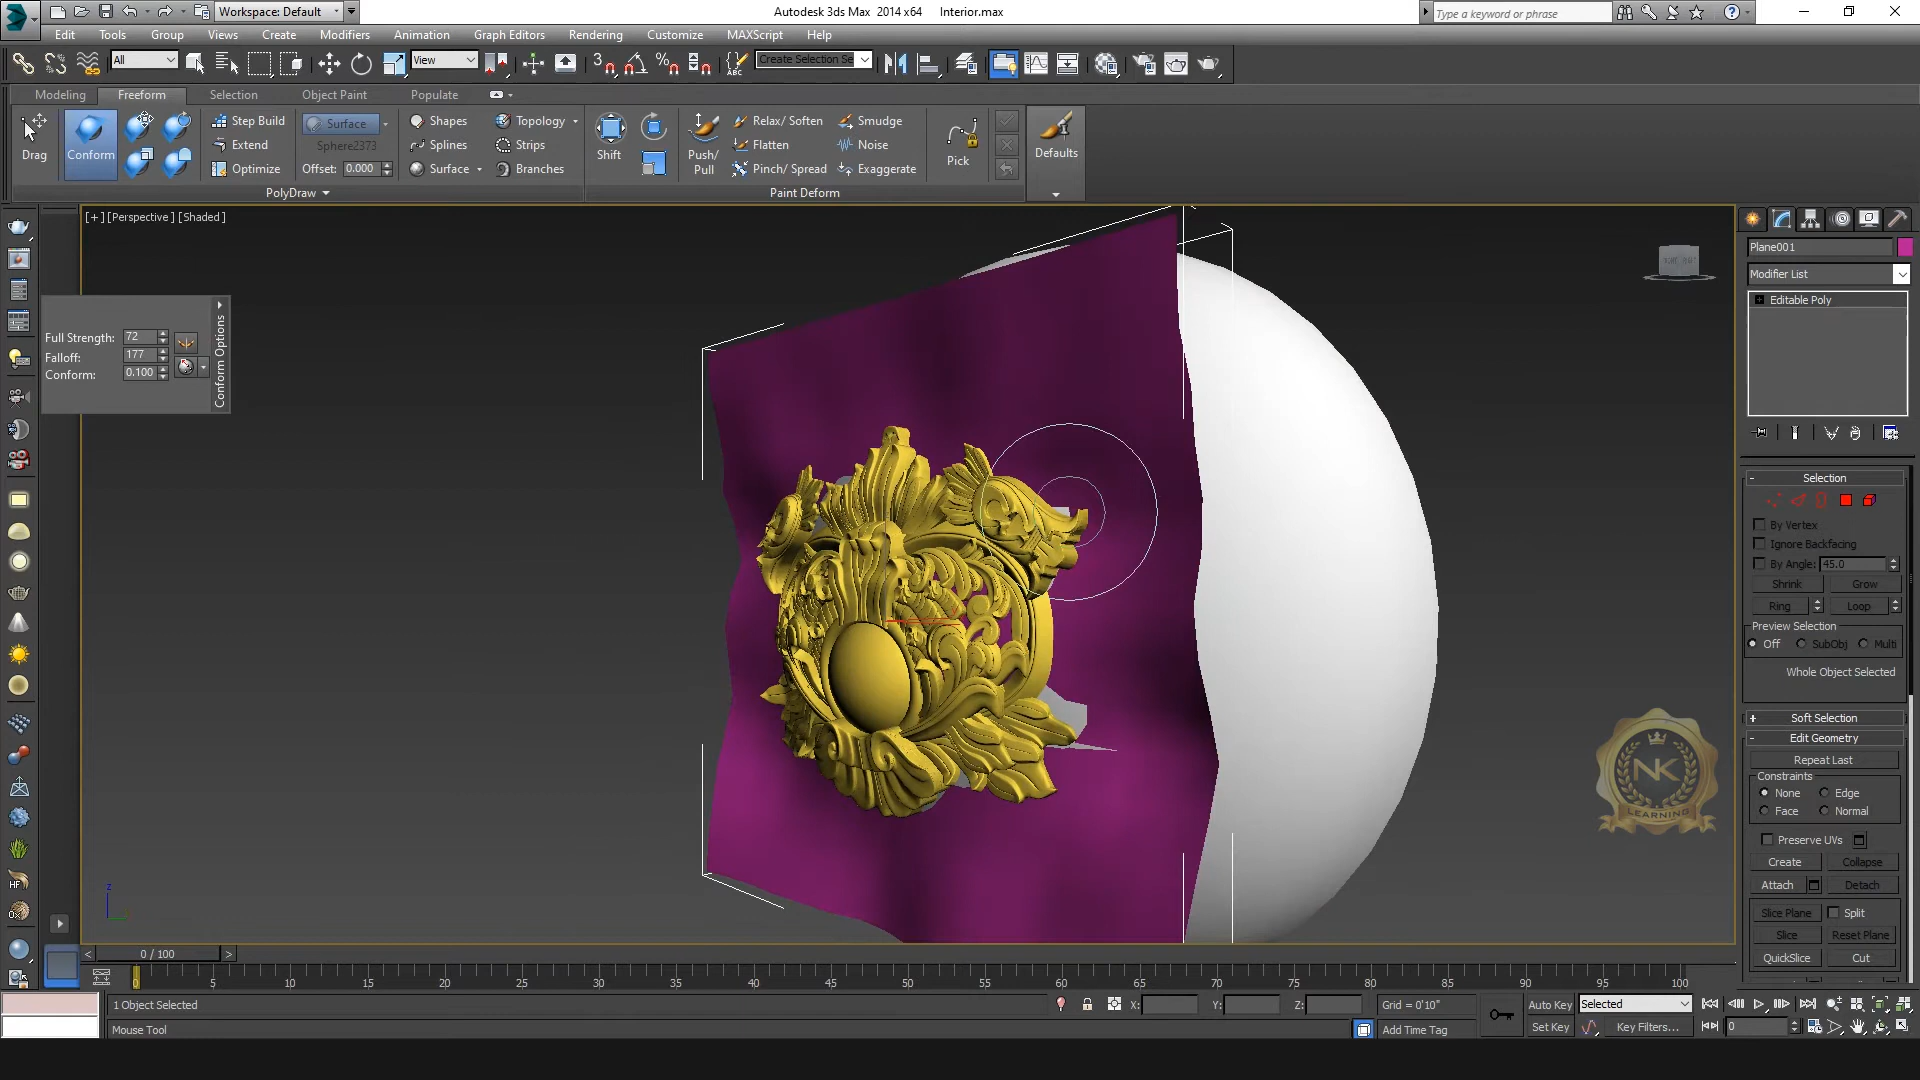 Workspace: Default
Autodesk 3ds Max 2014 x64 Interior.max
Type a keyword or phrase
Edit Tools Group Views Create Modifiers Animation Graph Editors Rendering Customize MAXScript Help
All
View
Create Selection Se
Modeling Freeform Selection Object Paint Populate
Drag
Conform
Step Build
Extend
Optimize
Surface
Sphere2373
Offset: 0.000
Shapes
Splines
Surface
Topology
Strips
Branches
Shift
Push/
Pull
Relax/ Soften
Flatten
Pinch/ Spread
Smudge
Noise
Exaggerate
Pick
Defaults
PolyDraw
Paint Deform
[+] [Perspective] [Shaded]
Full Strength: 72
Falloff: 177
Conform: 0.100
Conform Options
Plane001
Modifier List
Editable Poly
Selection
By Vertex
Ignore Backfacing
By Angle: 45.0
Shrink Grow
Ring Loop
Preview Selection
Off SubObj Multi
Whole Object Selected
Soft Selection
Edit Geometry
Repeat Last
Constraints
None Edge
Face Normal
Preserve UVs
Create Collapse
Attach Detach
Slice Plane Split
Slice Reset Plane
QuickSlice Cut
NK
LEARNING
z
0 / 100
0 5 10 15 20 25 30 35 40 45 50 55 60 65 70 75 80 85 90 95 100
1 Object Selected
X: Y: Z:
Grid = 0'10"
Auto Key
Selected
Mouse Tool
Add Time Tag
Set Key
Key Filters...
0